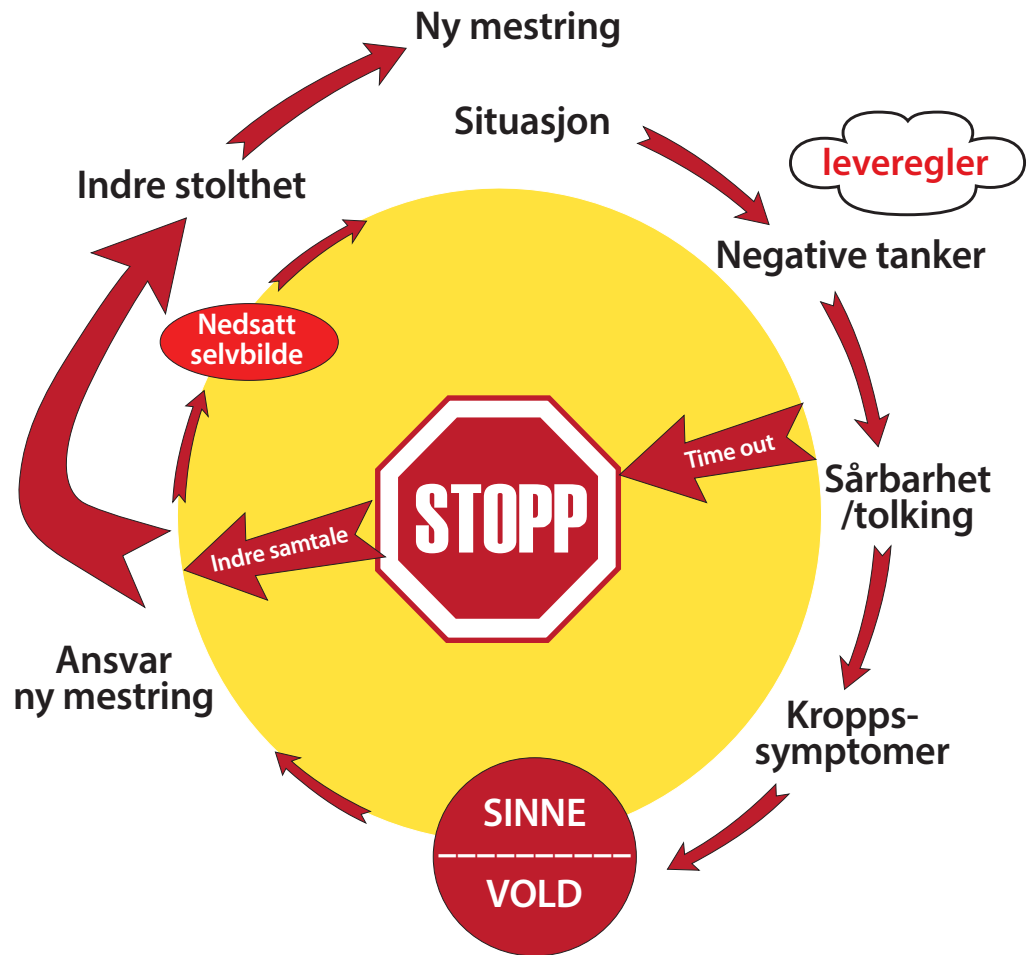 Ny mestring
Situasjon
leveregler
Indre stolthet
Negative tanker
Nedsatt
selvbilde
Time out
Sårbarhet
/tolking
STOPP
Indre samtale
Ansvar
ny mestring
Kropps-
symptomer
SINNE
VOLD